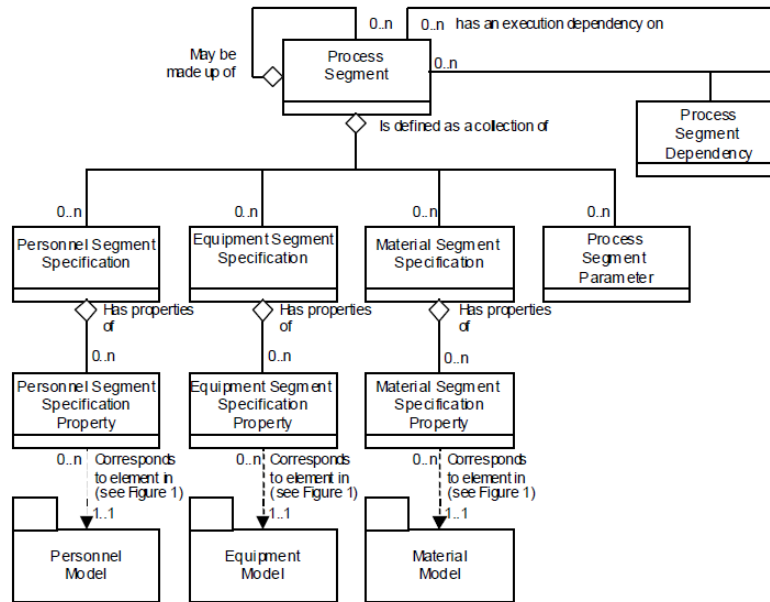 0..n
0..n
has an execution dependency on
May be
made up of
Process
Segment
0..n
Is defined as a collection of
Process
Segment
Dependency
0..n
0..n
0..n
0..n
Personnel Segment
Specification
Equipment Segment
Specification
Material Segment
Specification
Process
Segment
Parameter
Has properties
of
Has properties
of
Has properties
of
0..n
0..n
0..n
Personnel Segment
Specification
Property
Equipment Segment
Specification
Property
Material Segment
Specification
Property
0..n
Corresponds
to element in
(see Figure 1)
0..n
Corresponds
to element in
(see Figure 1)
0..n
Corresponds
to element in
(see Figure 1)
1..1
1..1
1..1
Personnel
Model
Equipment
Model
Material
Model